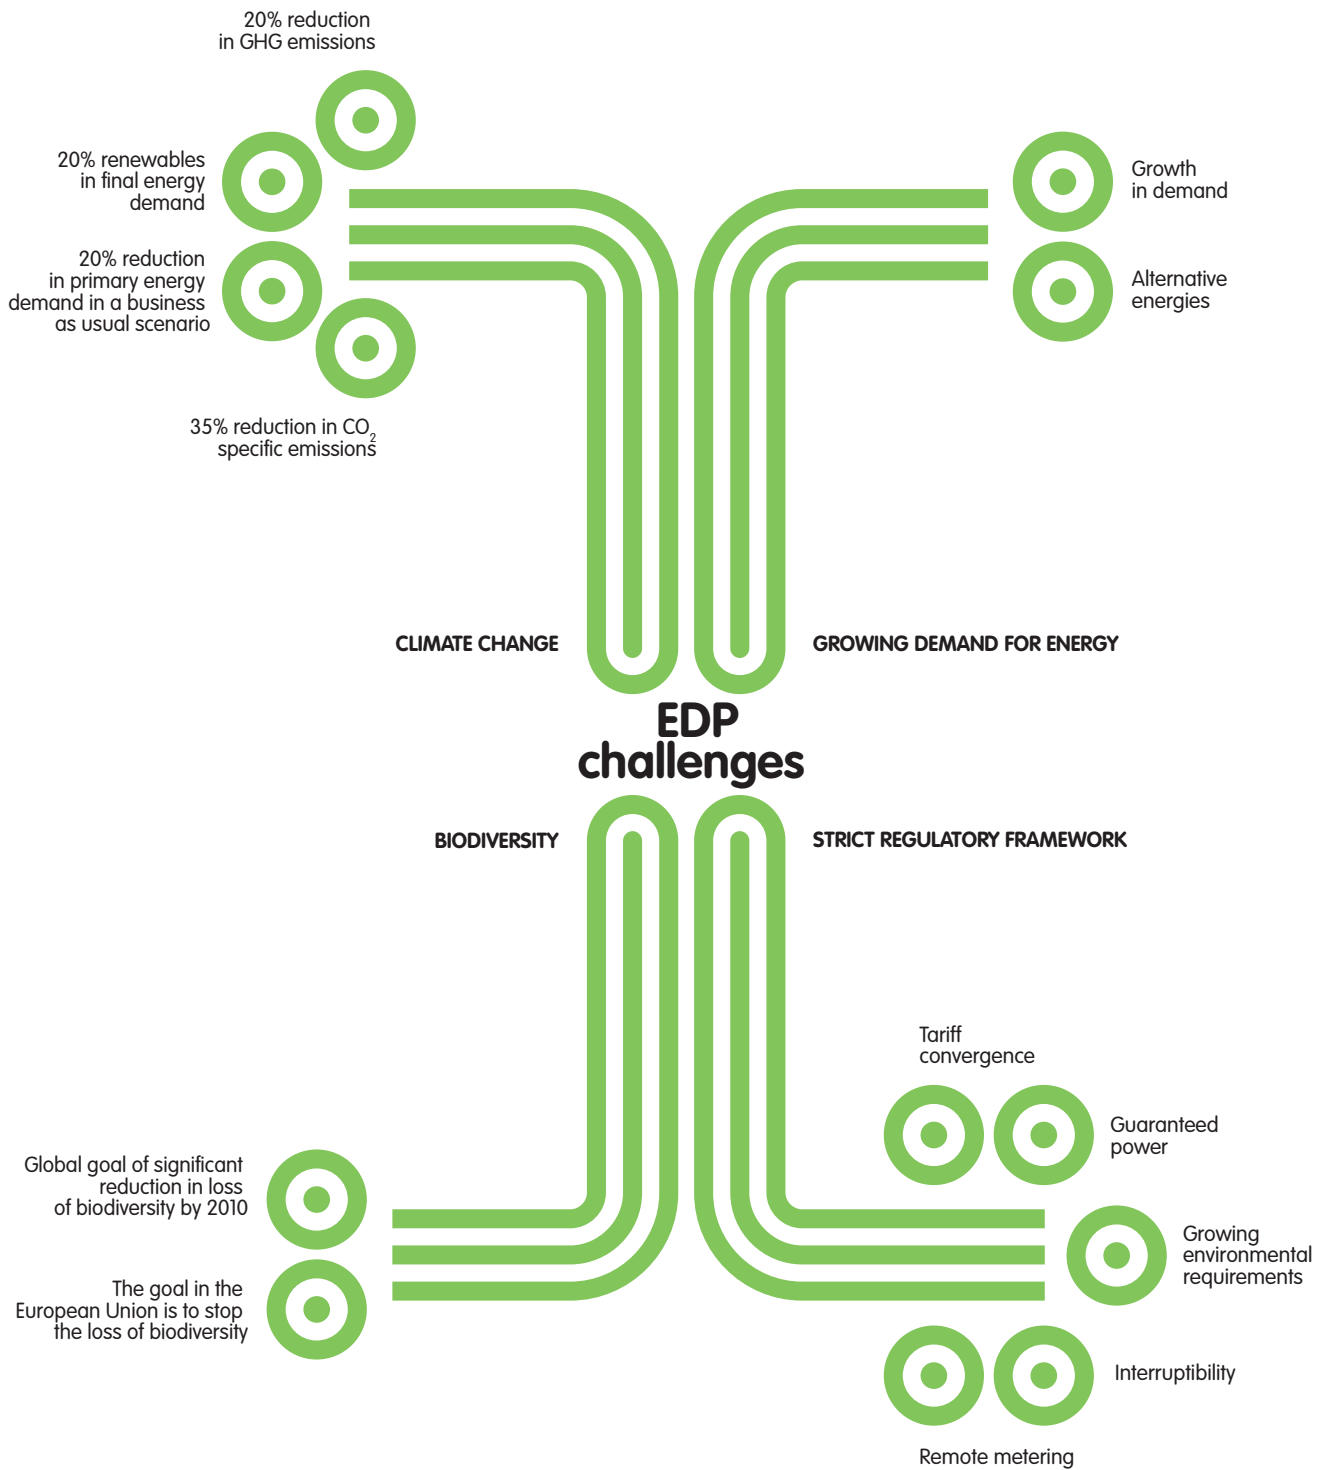 20% reduction
in GHG emissions
20% renewables
in final energy
demand
20% reduction
in primary energy
demand in a business
as usual scenario
35% reduction in CO₂
specific emissions
Growth
in demand
Alternative
energies
CLIMATE CHANGE
GROWING DEMAND FOR ENERGY
EDP
challenges
BIODIVERSITY
STRICT REGULATORY FRAMEWORK
Global goal of significant
reduction in loss
of biodiversity by 2010
The goal in the
European Union is to stop
the loss of biodiversity
Tariff
convergence
Guaranteed
power
Growing
environmental
requirements
Interruptibility
Remote metering